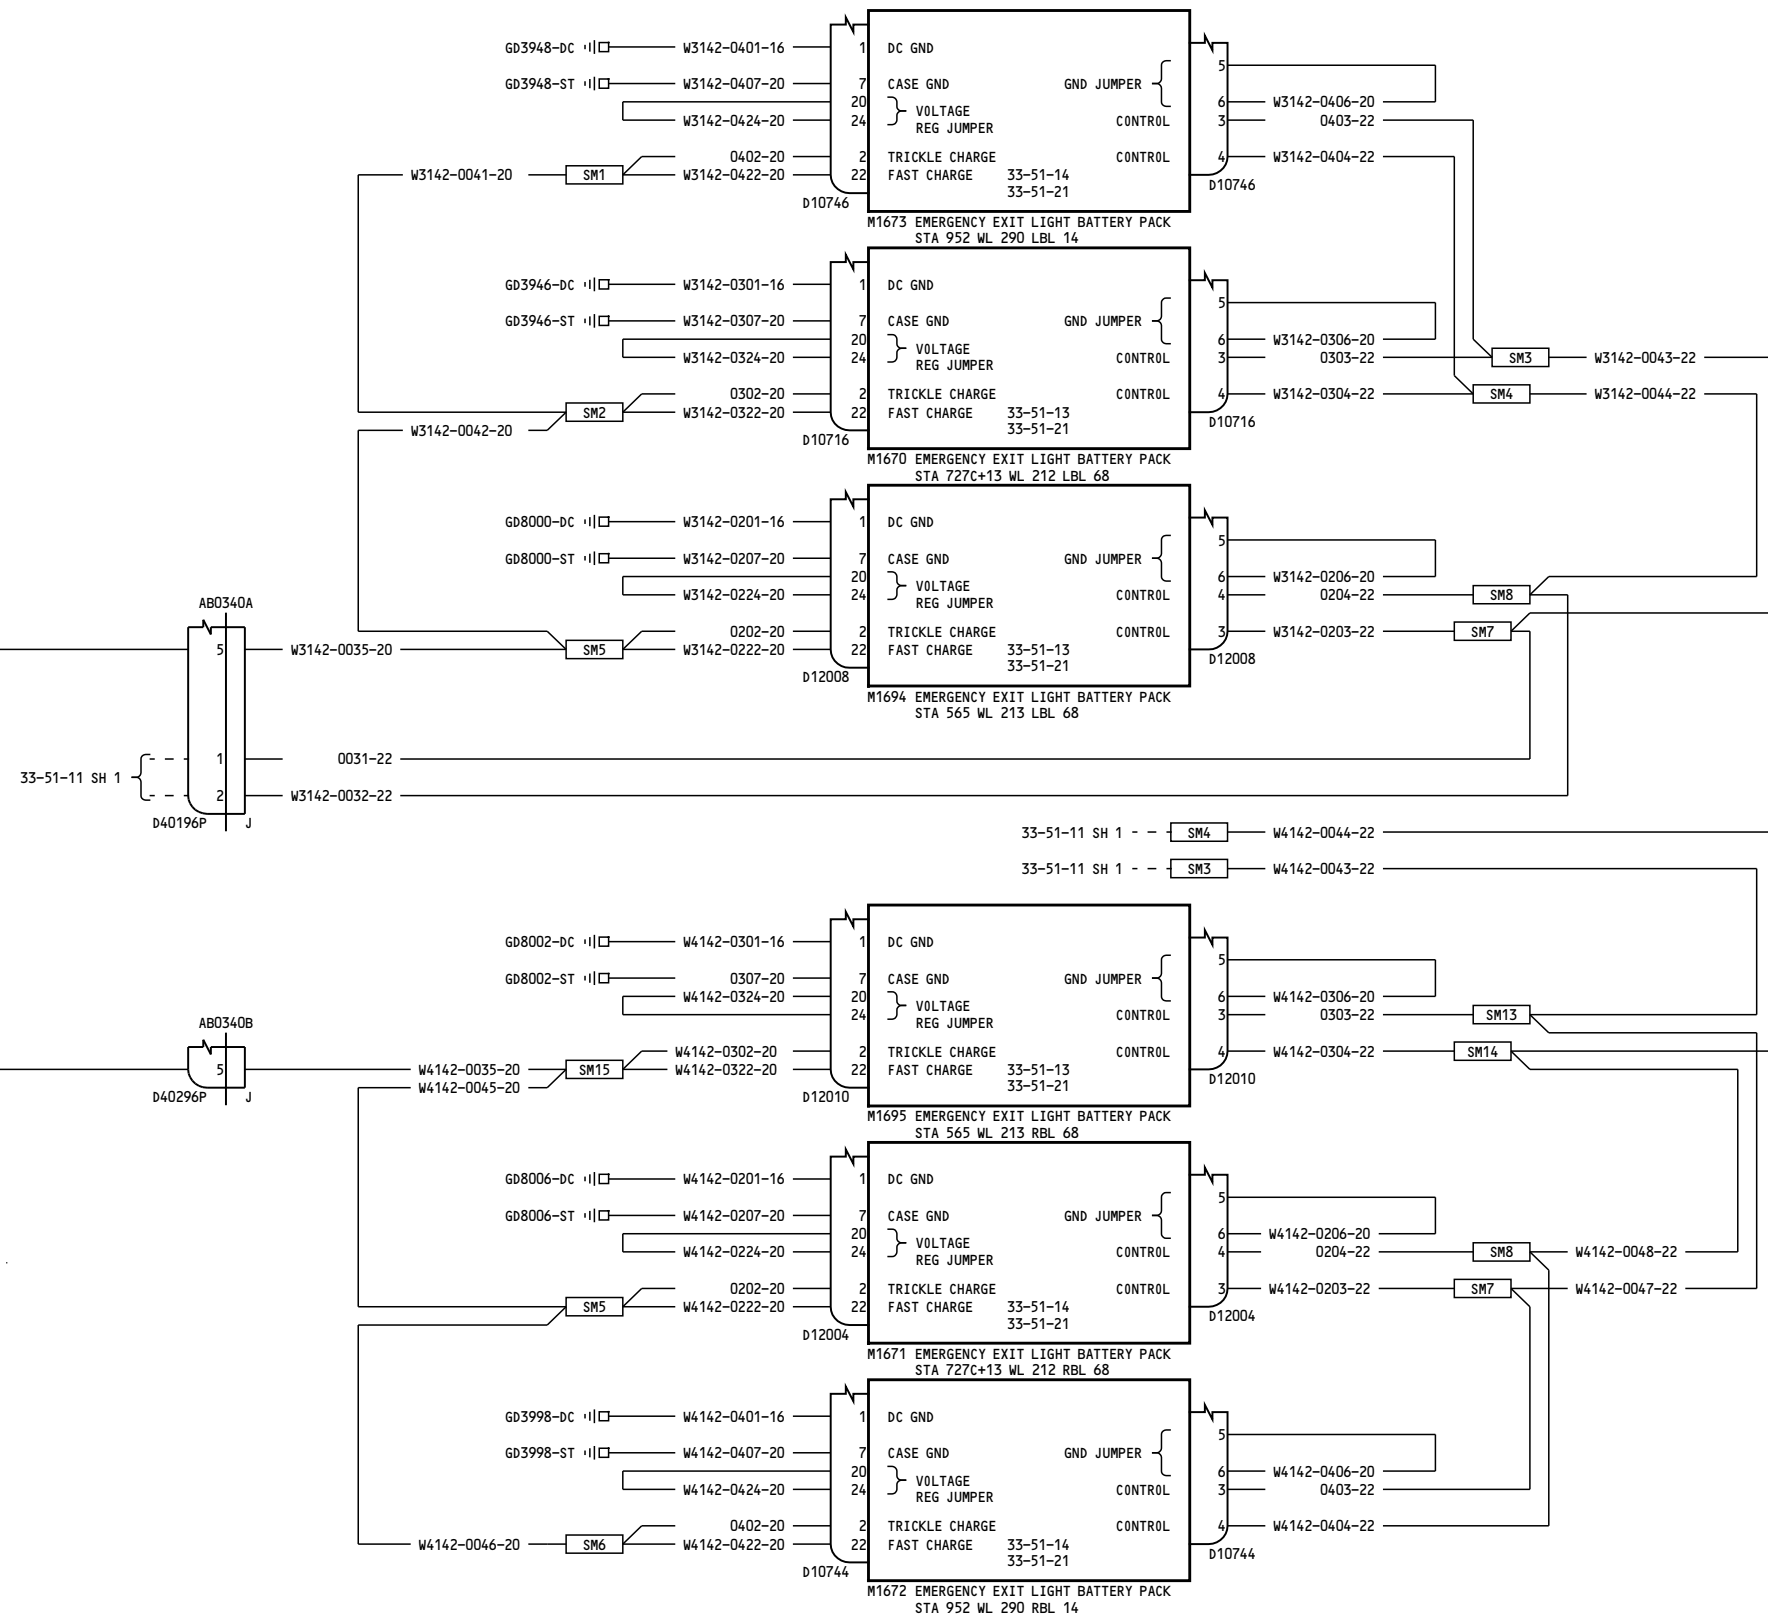 GD3948-DC W3142-0401-16 1 DC GND
5
GD3948-ST W3142-0407-20 7 CASE GND GND JUMPER
20 VOLTAGE 6 W3142-0406-20
W3142-0424-20 24 REG JUMPER CONTROL 3 0403-22
0402-20 2 TRICKLE CHARGE CONTROL 4 W3142-0404-22
W3142-0041-20 SM1 W3142-0422-20 22 FAST CHARGE 33-51-14
33-51-21
D10746 D10746
M1673 EMERGENCY EXIT LIGHT BATTERY PACK
STA 952 WL 290 LBL 14
GD3946-DC W3142-0301-16 1 DC GND
5
GD3946-ST W3142-0307-20 7 CASE GND GND JUMPER
20 VOLTAGE 6 W3142-0306-20
W3142-0324-20 24 REG JUMPER CONTROL 3 0303-22 SM3 W3142-0043-22
0302-20 2 TRICKLE CHARGE CONTROL 4 W3142-0304-22 SM4 W3142-0044-22
SM2 W3142-0322-20 22 FAST CHARGE 33-51-13
W3142-0042-20 33-51-21
D10716 D10716
M1670 EMERGENCY EXIT LIGHT BATTERY PACK
STA 727C+13 WL 212 LBL 68
GD8000-DC W3142-0201-16 1 DC GND
5
GD8000-ST W3142-0207-20 7 CASE GND GND JUMPER
20 VOLTAGE 6 W3142-0206-20
W3142-0224-20 24 REG JUMPER CONTROL 4 0204-22 SM8
AB0340A
0202-20 2 TRICKLE CHARGE CONTROL 3 W3142-0203-22 SM7
5 W3142-0035-20 SM5 W3142-0222-20 22 FAST CHARGE 33-51-13
33-51-21
D12008 D12008
M1694 EMERGENCY EXIT LIGHT BATTERY PACK
STA 565 WL 213 LBL 68
1 0031-22
33-51-11 SH 1
2 W3142-0032-22
D40196P J
33-51-11 SH 1 SM4 W4142-0044-22
33-51-11 SH 1 SM3 W4142-0043-22
GD8002-DC W4142-0301-16 1 DC GND
5
GD8002-ST 0307-20 7 CASE GND GND JUMPER
W4142-0324-20 20 VOLTAGE 6 W4142-0306-20
24 REG JUMPER CONTROL 3 0303-22 SM13
AB0340B
W4142-0302-20 2 TRICKLE CHARGE CONTROL 4 W4142-0304-22 SM14
5 W4142-0035-20 SM15 W4142-0322-20 22 FAST CHARGE 33-51-13
W4142-0045-20 33-51-21
D40296P J D12010 D12010
M1695 EMERGENCY EXIT LIGHT BATTERY PACK
STA 565 WL 213 RBL 68
GD8006-DC W4142-0201-16 1 DC GND
5
GD8006-ST W4142-0207-20 7 CASE GND GND JUMPER
20 VOLTAGE 6 W4142-0206-20
W4142-0224-20 24 REG JUMPER CONTROL 4 0204-22 SM8 W4142-0048-22
0202-20 2 TRICKLE CHARGE CONTROL 3 W4142-0203-22 SM7 W4142-0047-22
SM5 W4142-0222-20 22 FAST CHARGE 33-51-14
33-51-21
D12004 D12004
M1671 EMERGENCY EXIT LIGHT BATTERY PACK
STA 727C+13 WL 212 RBL 68
GD3998-DC W4142-0401-16 1 DC GND
5
GD3998-ST W4142-0407-20 7 CASE GND GND JUMPER
20 VOLTAGE 6 W4142-0406-20
W4142-0424-20 24 REG JUMPER CONTROL 3 0403-22
0402-20 2 TRICKLE CHARGE CONTROL 4 W4142-0404-22
W4142-0046-20 SM6 W4142-0422-20 22 FAST CHARGE 33-51-14
33-51-21
D10744 D10744
M1672 EMERGENCY EXIT LIGHT BATTERY PACK
STA 952 WL 290 RBL 14